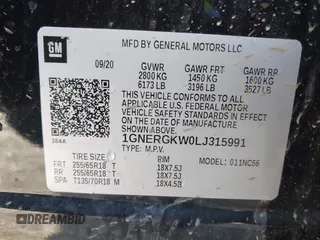 GM
MFD BY GENERAL MOTORS LLC
09/20 GVWR GAWR FRT GAWR RR
2800 KG 1450 KG 1600 KG
6173 LB 3196 LB 3527 LB
THIS VEHICLE CONFORMS TO ALL
APPLICABLE U.S. FEDERAL MOTOR
VEHICLE SAFETY
STANDARDS IN EFFECT ON THE DATE OF
MANUFACTURE SHOWN ABOVE.
1GNERGKW0LJ315991
TYPE: M.P.V. MODEL: 011NC56
TIRE SIZE RIM
FRT 255/65R18 T 18X7.5J
RR 255/65R18 T 18X7.5J
SPA T135/70R18 M 18X4.5B
DREAMBID